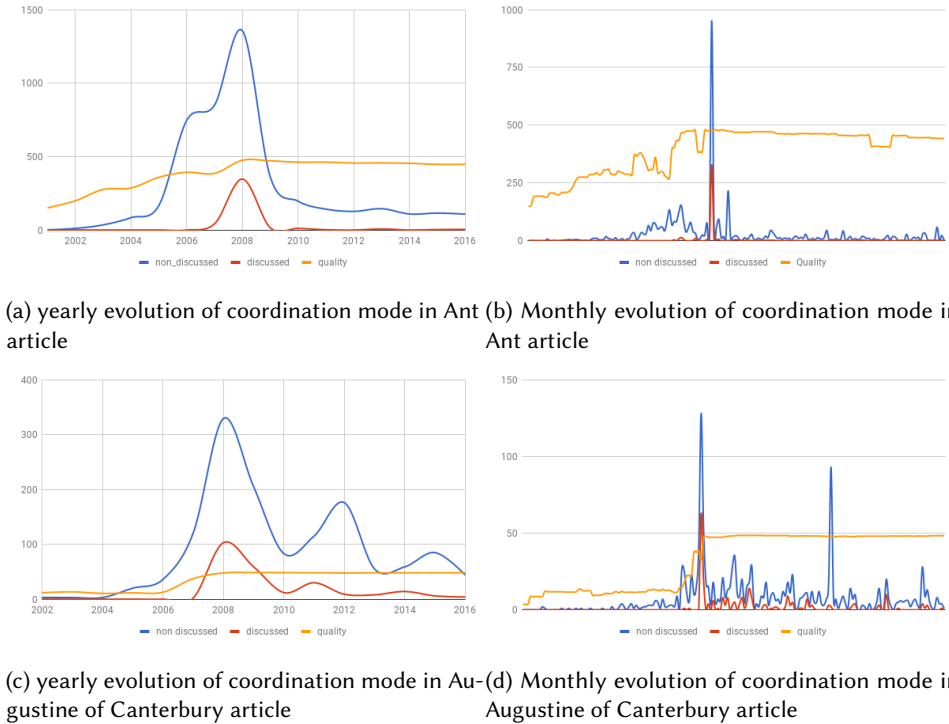 1500
1000
500
0
2002 2004 2006 2008 2010 2012 2014 2016
non_discussed discussed quality
1000
750
500
250
0
non discussed discussed Quality
(a) yearly evolution of coordination mode in Ant
article
(b) Monthly evolution of coordination mode in
Ant article
400
300
200
100
0
2002 2004 2006 2008 2010 2012 2014 2016
non discussed discussed quality
150
100
50
0
non discussed discussed quality
(c) yearly evolution of coordination mode in Au-
gustine of Canterbury article
(d) Monthly evolution of coordination mode in
Augustine of Canterbury article